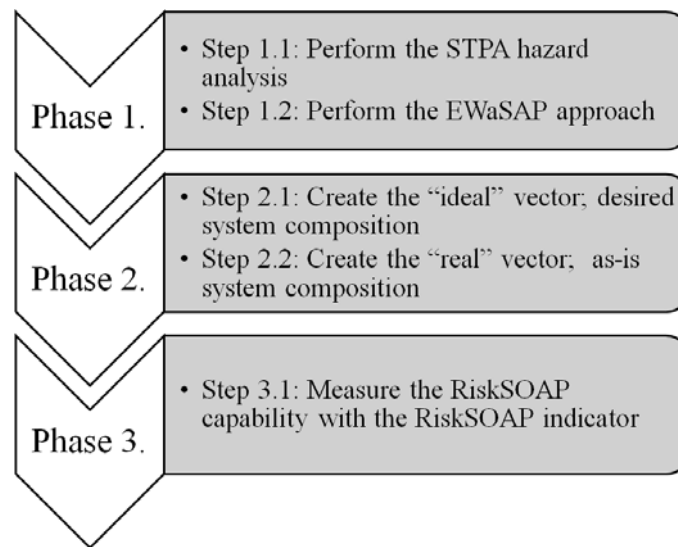 Phase 1.
• Step 1.1: Perform the STPA hazard
analysis
• Step 1.2: Perform the EWaSAP approach
Phase 2.
• Step 2.1: Create the “ideal” vector; desired
system composition
• Step 2.2: Create the “real” vector; as-is
system composition
Phase 3.
• Step 3.1: Measure the RiskSOAP
capability with the RiskSOAP indicator